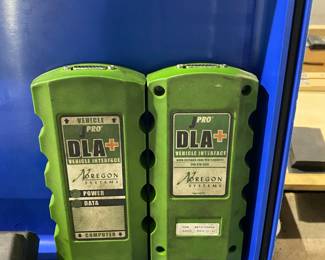 VEHICLE
PRO
DLA+
VEHICLE INTERFACE
NOREGON
SYSTEMS
POWER
DATA
COMPUTER
PRO
DLA+
VEHICLE INTERFACE
NOREGON
SYSTEMS